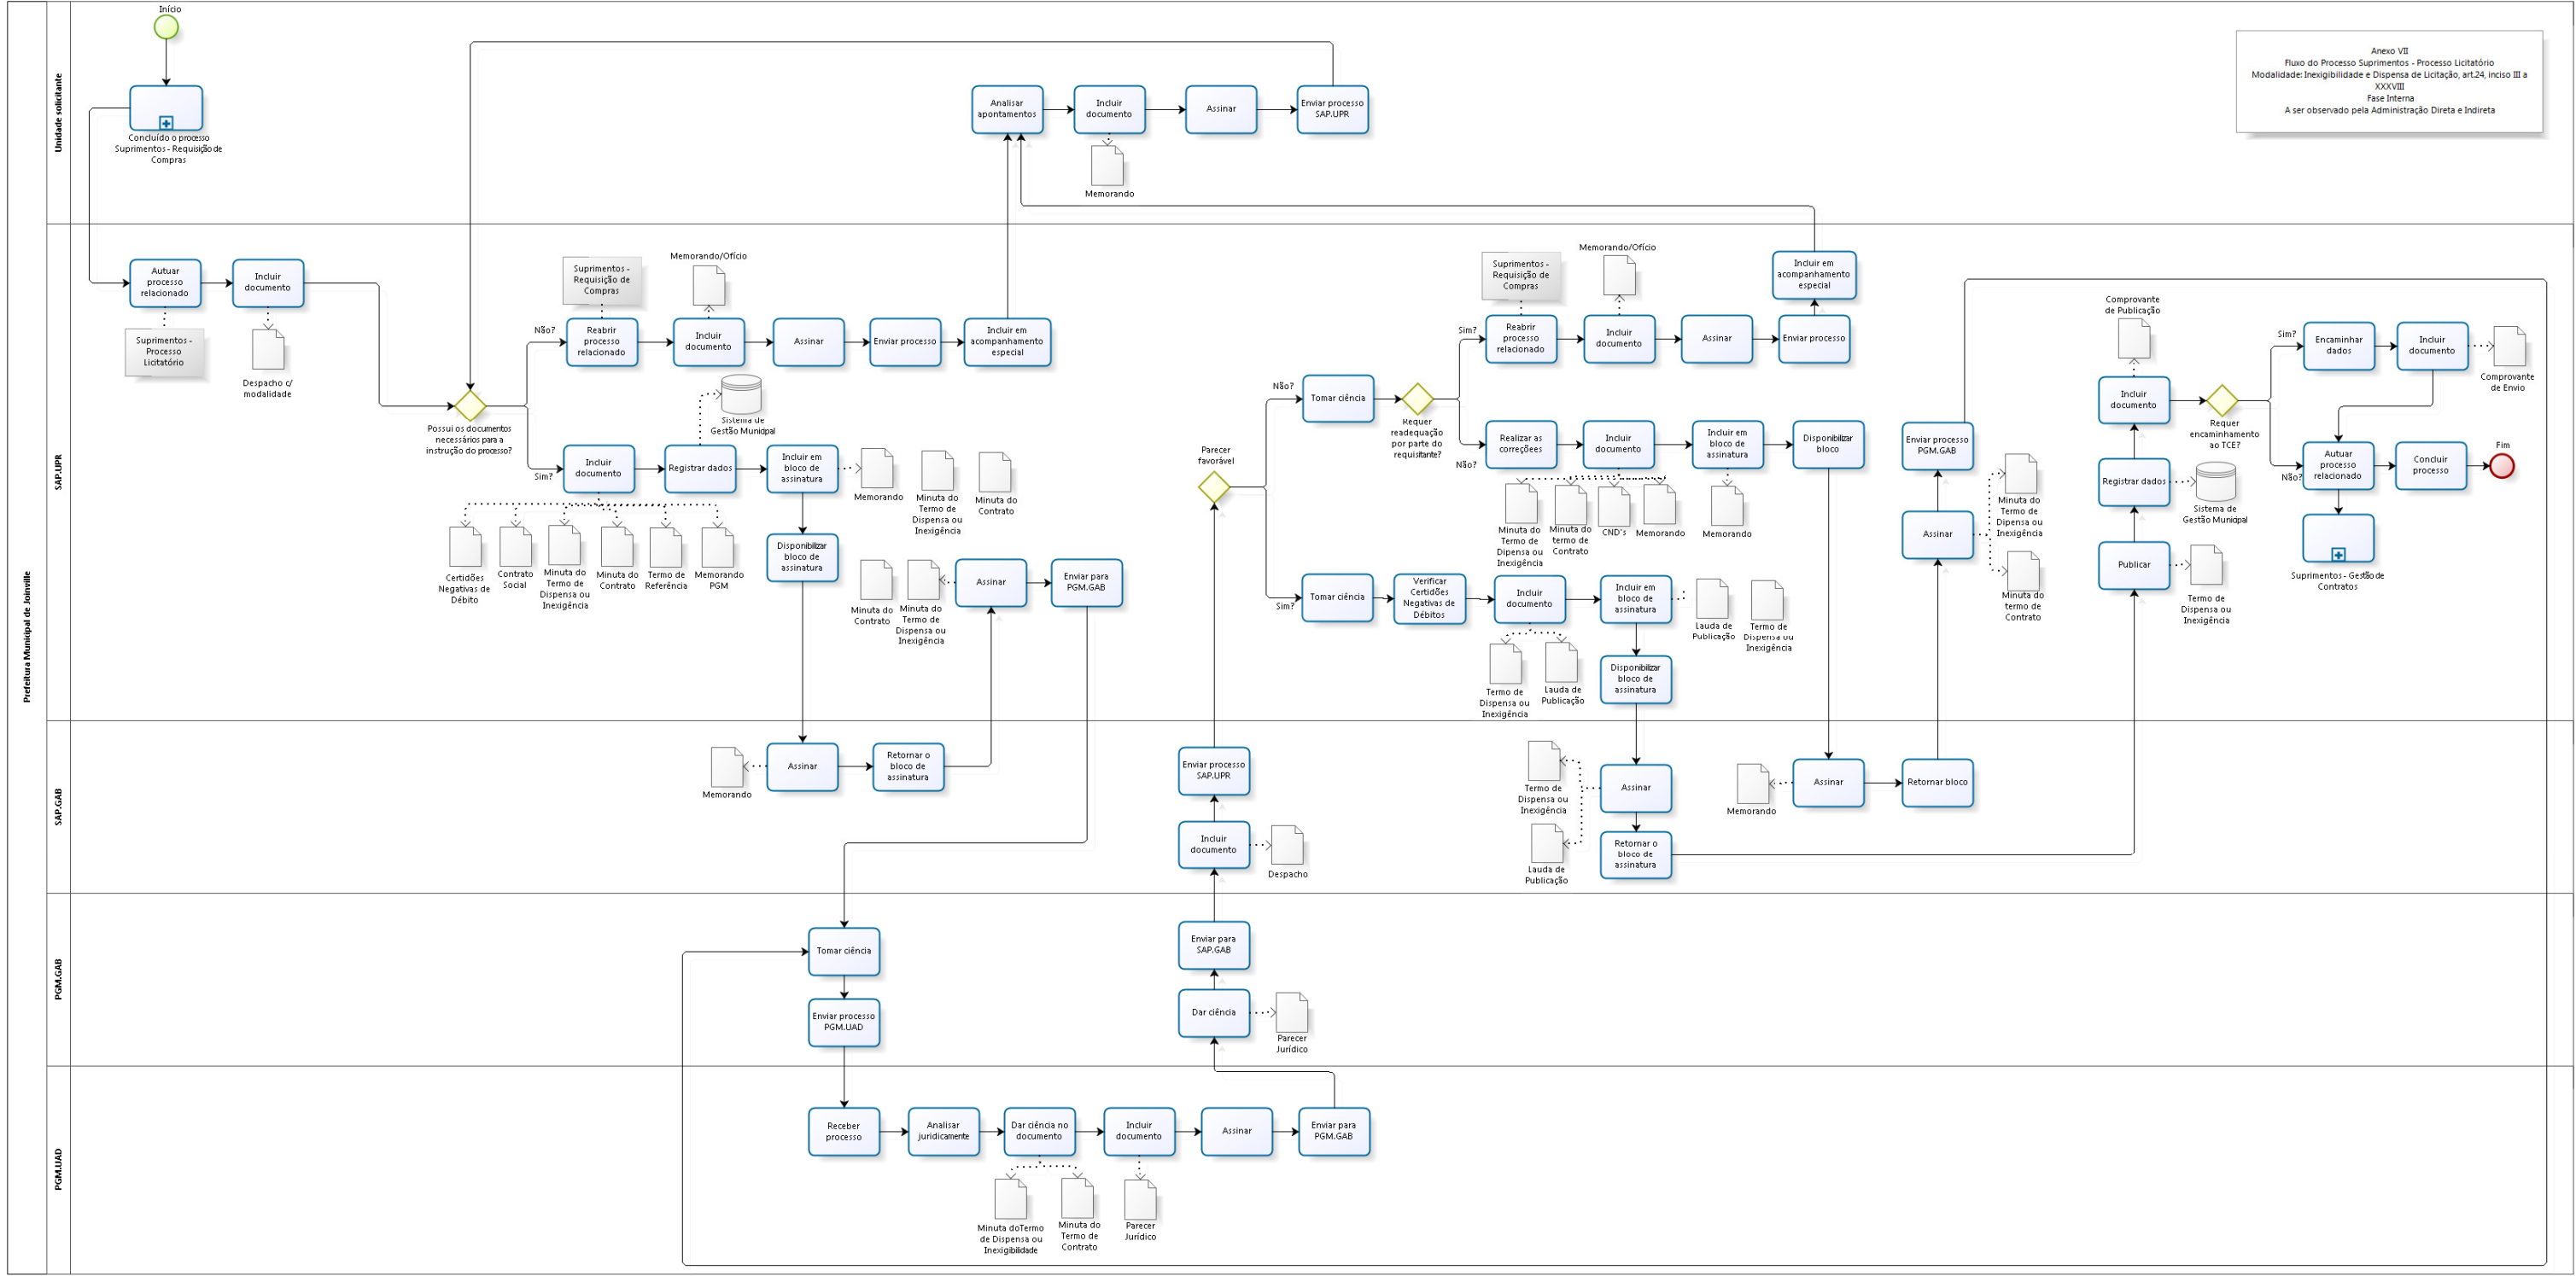 Início
Concluído o processo
Suprimentos - Requisição de
Compras
Analisar
apontamentos
Incluir
documento
Memorando
Assinar
Enviar processo
SAP.UPR
Anexo VII
Fluxo do Processo Suprimentos - Processo Licitatório
Modalidade: Inexigibilidade e Dispensa de Licitação, art.24, inciso III a
XXXVIII
Fase Interna
A ser observado pela Administração Direta e Indireta
Unidade solicitante
Prefeitura Municipal de Joinville
SAP.UPR
Autuar
processo
relacionado
Suprimentos -
Processo
Licitatório
Incluir
documento
Despacho c/
modalidade
Possui os documentos
necessários para a
instrução do processo?
Não?
Suprimentos -
Requisição de
Compras
Reabrir
processo
relacionado
Memorando/Ofício
Incluir
documento
Assinar
Enviar processo
Incluir em
acompanhamento
especial
Sim?
Incluir
documento
Certidões
Negativas de
Débito
Contrato
Social
Minuta do
Termo de
Dispensa ou
Inexigência
Minuta do
Contrato
Termo de
Referência
Memorando
PGM
Registrar dados
Sistema de
Gestão Municipal
Incluir em
bloco de
assinatura
Memorando
Minuta do
Termo de
Dispensa ou
Inexigência
Minuta do
Contrato
Disponibilizar
bloco de
assinatura
Minuta do
Contrato
Minuta do
Termo de
Dispensa ou
Inexigência
Assinar
Enviar para
PGM.GAB
Parecer
favorável
Não?
Tomar ciência
Requer
readequação
por parte do
requisitante?
Sim?
Suprimentos -
Requisição de
Compras
Reabrir
processo
relacionado
Memorando/Ofício
Incluir
documento
Assinar
Enviar processo
Incluir em
acompanhamento
especial
Não?
Realizar as
correçõees
Incluir
documento
Minuta do
Termo de
Dipensa ou
Inexigência
Minuta do
termo de
Contrato
CND's
Memorando
Incluir em
bloco de
assinatura
Memorando
Disponibilizar
bloco
Sim?
Tomar ciência
Verificar
Certidões
Negativas de
Débitos
Incluir
documento
Termo de
Dispensa ou
Inexigência
Lauda de
Publicação
Incluir em
bloco de
assinatura
Lauda de
Publicação
Termo de
Dispensa ou
Inexigência
Disponibilizar
bloco de
assinatura
Enviar processo
PGM.GAB
Assinar
Minuta do
Termo de
Dipensa ou
Inexigência
Minuta do
termo de
Contrato
Comprovante
de Publicação
Incluir
documento
Registrar dados
Sistema de
Gestão Municipal
Publicar
Termo de
Dispensa ou
Inexigência
Requer
encaminhamento
ao TCE?
Sim?
Encaminhar
dados
Incluir
documento
Comprovante
de Envio
Não?
Autuar
processo
relacionado
Concluir
processo
Fim
Suprimentos - Gestão de
Contratos
SAP.GAB
Memorando
Assinar
Retornar o
bloco de
assinatura
Enviar processo
SAP.UPR
Incluir
documento
Despacho
Termo de
Dispensa ou
Inexigência
Lauda de
Publicação
Assinar
Retornar o
bloco de
assinatura
Memorando
Assinar
Retornar bloco
PGM.GAB
Tomar ciência
Enviar processo
PGM.UAD
Enviar para
SAP.GAB
Dar ciência
Parecer
Jurídico
PGM.UAD
Receber
processo
Analisar
juridicamente
Dar ciência no
documento
Minuta doTermo
de Dispensa ou
Inexigibilidade
Minuta do
Termo de
Contrato
Incluir
documento
Parecer
Jurídico
Assinar
Enviar para
PGM.GAB